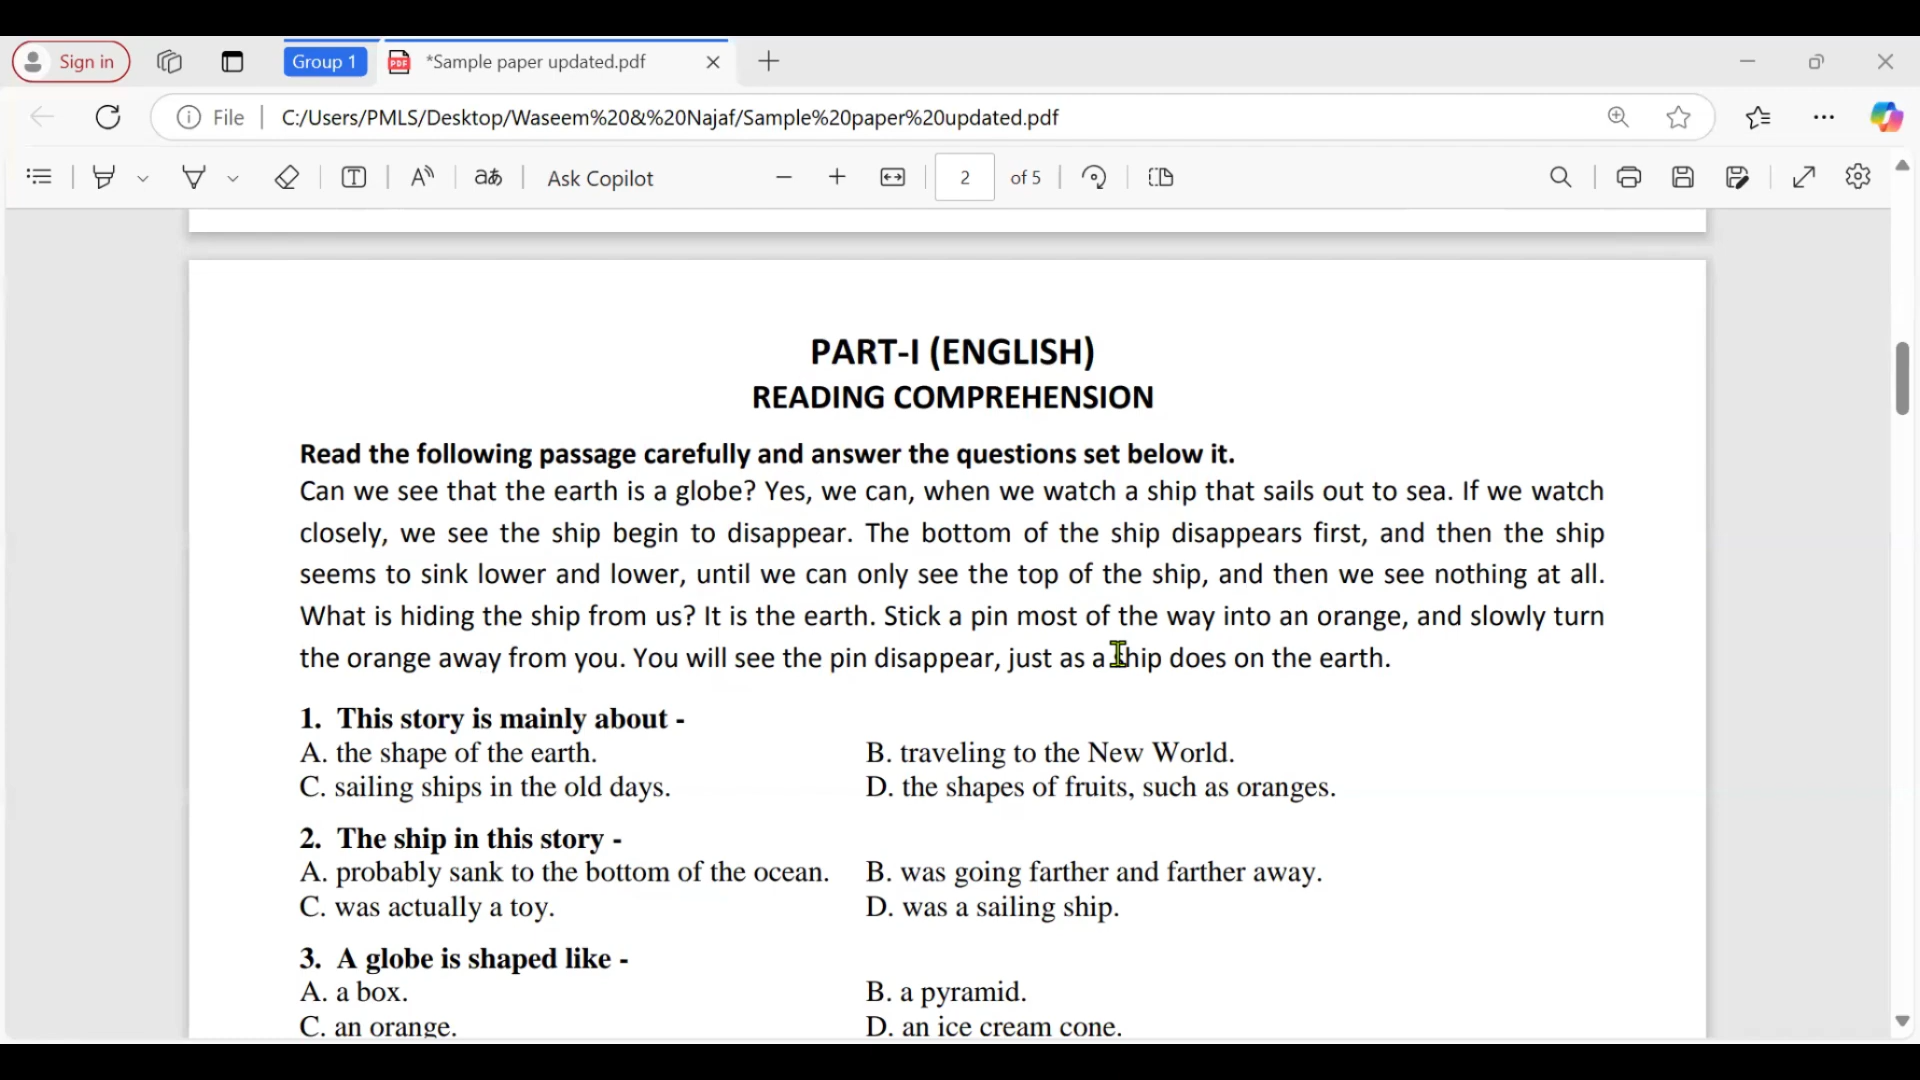 Sign in Group 1 *Sample paper updated.pdf
File C:/Users/PMLS/Desktop/Waseem%20&%20Najaf/Sample%20paper%20updated.pdf
Ask Copilot 2 of 5
PART-I (ENGLISH)
READING COMPREHENSION
Read the following passage carefully and answer the questions set below it.
Can we see that the earth is a globe? Yes, we can, when we watch a ship that sails out to sea. If we watch
closely, we see the ship begin to disappear. The bottom of the ship disappears first, and then the ship
seems to sink lower and lower, until we can only see the top of the ship, and then we see nothing at all.
What is hiding the ship from us? It is the earth. Stick a pin most of the way into an orange, and slowly turn
the orange away from you. You will see the pin disappear, just as a ship does on the earth.
1. This story is mainly about -
A. the shape of the earth. B. traveling to the New World.
C. sailing ships in the old days. D. the shapes of fruits, such as oranges.
2. The ship in this story -
A. probably sank to the bottom of the ocean. B. was going farther and farther away.
C. was actually a toy. D. was a sailing ship.
3. A globe is shaped like -
A. a box. B. a pyramid.
C. an orange. D. an ice cream cone.